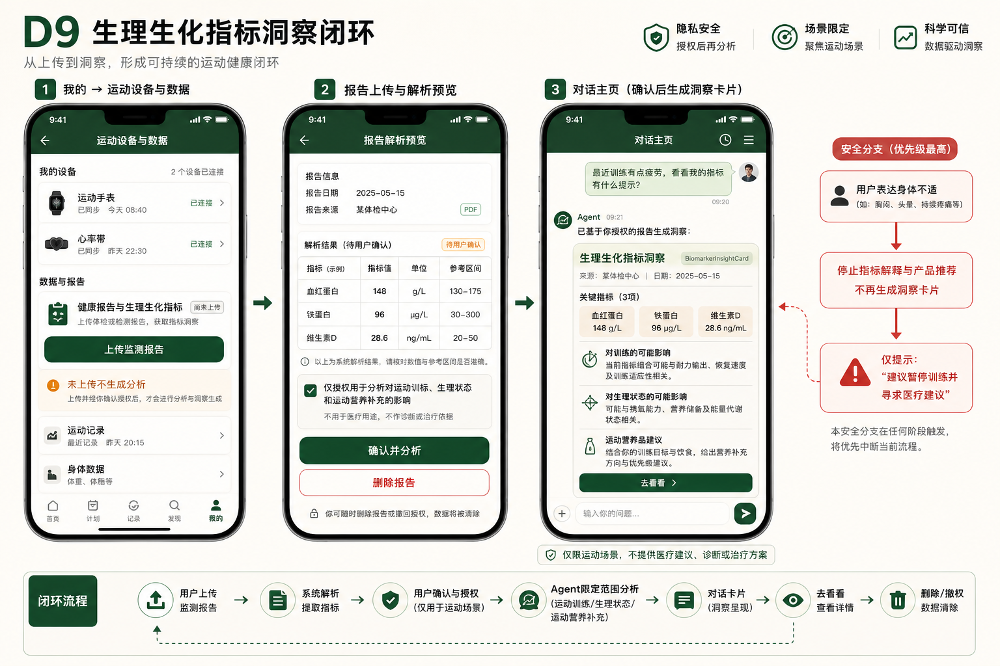 D9 生理生化指标洞察闭环
从上传到洞察，形成可持续的运动健康闭环
隐私安全
授权后再分析
场景限定
聚焦运动场景
科学可信
数据驱动洞察
1 我的 → 运动设备与数据
9:41
运动设备与数据
我的设备 2 个设备已连接
运动手表
已同步 今天 08:40
已连接
心率带
已同步 昨天 22:30
已连接
数据与报告
健康报告与生理生化指标 尚未上传
上传体检或检测报告，获取指标洞察
上传监测报告
未上传不生成分析
上传并经你确认授权后，才会进行分析与洞察生成
运动记录
最近记录 昨天 20:15
身体数据
体重、体脂等
首页 计划 记录 发现 我的
2 报告上传与解析预览
9:41
报告解析预览
报告信息
报告日期 2025-05-15
报告来源 某体检中心 PDF
解析结果（待用户确认） 待用户确认
指标（示例） 指标值 单位 参考区间
血红蛋白 148 g/L 130-175
铁蛋白 96 μg/L 30-300
维生素D 28.6 ng/mL 20-50
以上为系统解析结果，请核对数值与参考区间是否准确。
仅授权用于分析对运动训标、生理状态
和运动营养补充的影响
不用于医疗用途，不作诊断或治疗依据
确认并分析
删除报告
你可随时删除报告或撤回授权，数据将被清除
3 对话主页（确认后生成洞察卡片）
9:41
对话主页
最近训练有点疲劳，看看我的指标
有什么提示？
09:20
Agent 09:21
已基于你授权的报告生成洞察：
生理生化指标洞察 BiomarkerInsightCard
来源：某体检中心 | 日期：2025-05-15
关键指标（3项）
血红蛋白
148 g/L
铁蛋白
96 μg/L
维生素D
28.6 ng/mL
对训练的可能影响
当前指标组合可能与耐力输出、恢复速度
及训练适应性相关。
对生理状态的可能影响
可能与携氧能力、营养储备及能量代谢
状态相关。
运动营养品建议
结合你的训练目标与饮食，给出营养补充
方向与优先级建议。
去看看
输入你的问题...
仅限运动场景，不提供医疗建议、诊断或治疗方案
安全分支（优先级最高）
用户表达身体不适
（如：胸闷、头晕、持续疼痛等）
停止指标解释与产品推荐
不再生成洞察卡片
仅提示：
“建议暂停训练并
寻求医疗建议”
本安全分支在任何阶段触发，
将优先中断当前流程。
闭环流程
用户上传
监测报告
系统解析
提取指标
用户确认与授权
（仅用于运动场景）
Agent限定范围分析
（运动训练/生理状态/
运动营养补充）
对话卡片
（洞察呈现）
去看看
查看详情
删除/撤权
数据清除